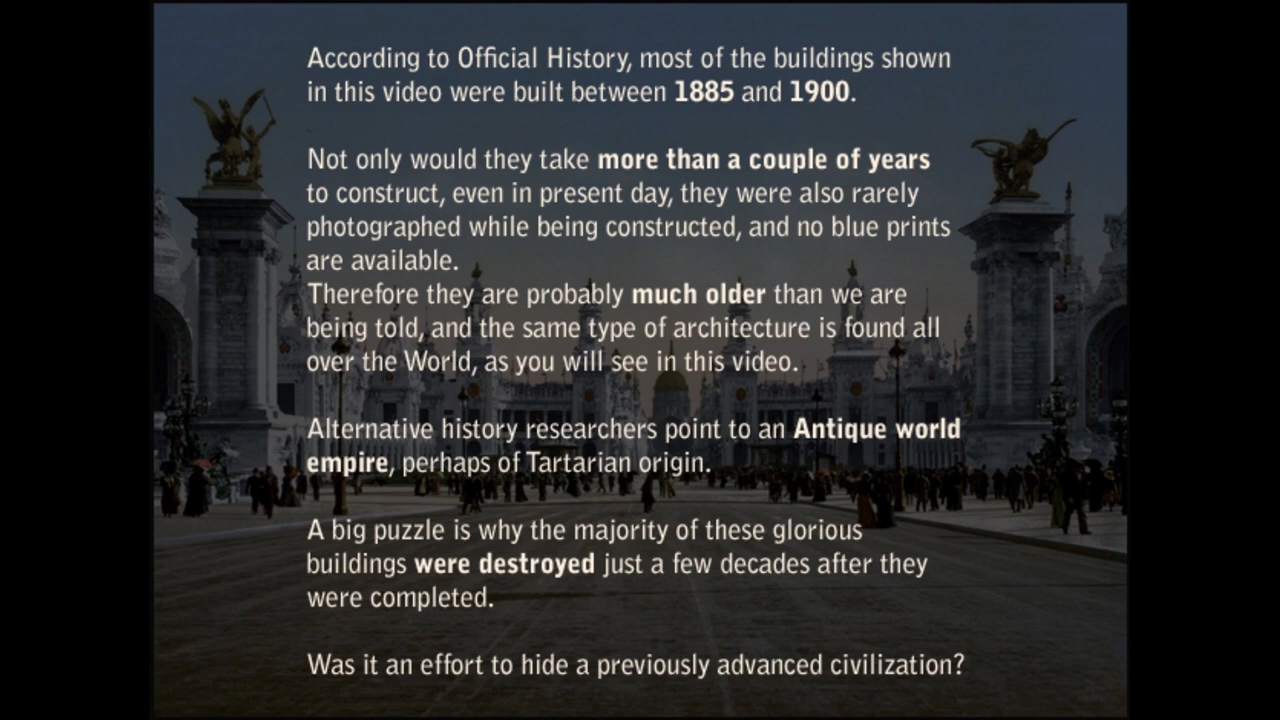 According to Official History, most of the buildings shown
in this video were built between 1885 and 1900.
Not only would they take more than a couple of years
to construct, even in present day, they were also rarely
photographed while being constructed, and no blue prints
are available.
Therefore they are probably much older than we are
being told, and the same type of architecture is found all
over the World, as you will see in this video.
Alternative history researchers point to an Antique world
empire, perhaps of Tartarian origin.
A big puzzle is why the majority of these glorious
buildings were destroyed just a few decades after they
were completed.
Was it an effort to hide a previously advanced civilization?